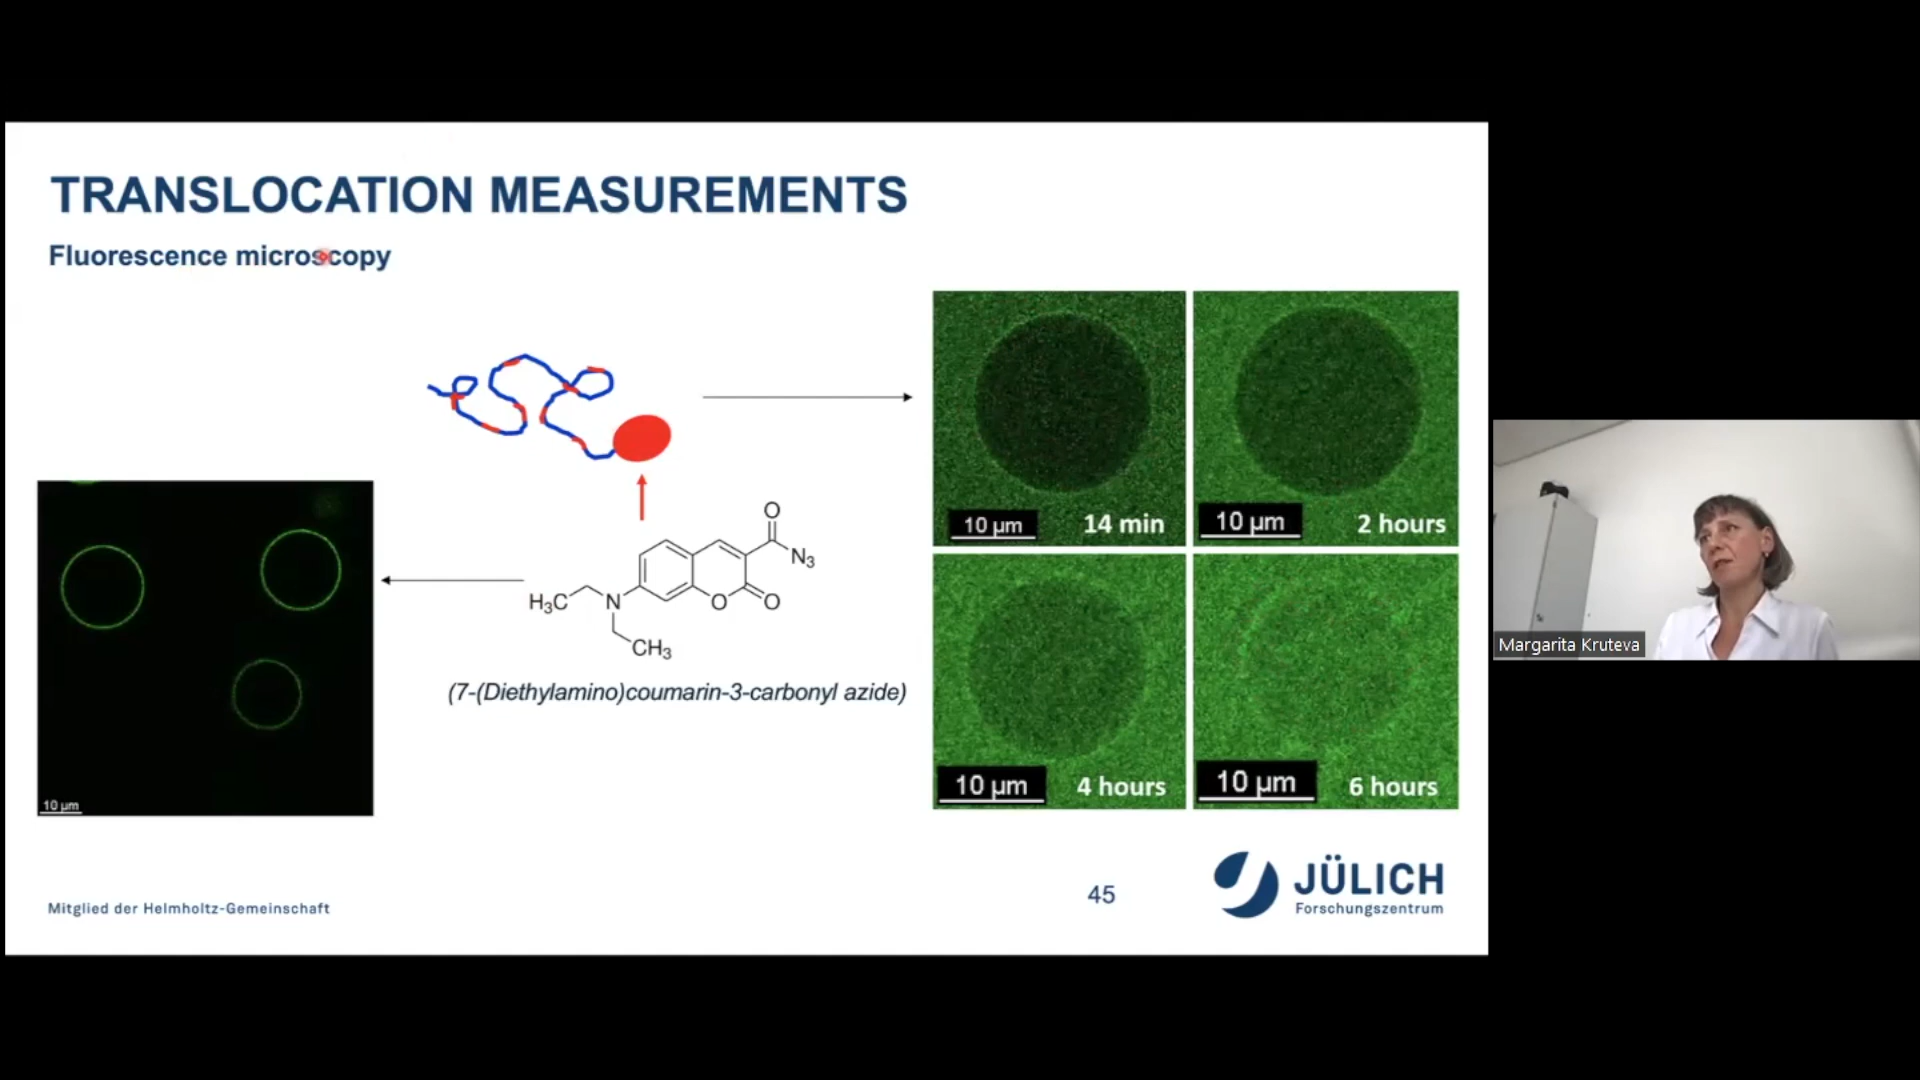 TRANSLOCATION MEASUREMENTS
Fluorescence microscopy
10 µm
14 min
10 µm
2 hours
10 µm
4 hours
10 µm
6 hours
10 µm
O
N₃
H₃C
N
O
O
CH₃
(7-(Diethylamino)coumarin-3-carbonyl azide)
Mitglied der Helmholtz-Gemeinschaft
45
JÜLICH
Forschungszentrum
Margarita Kruteva